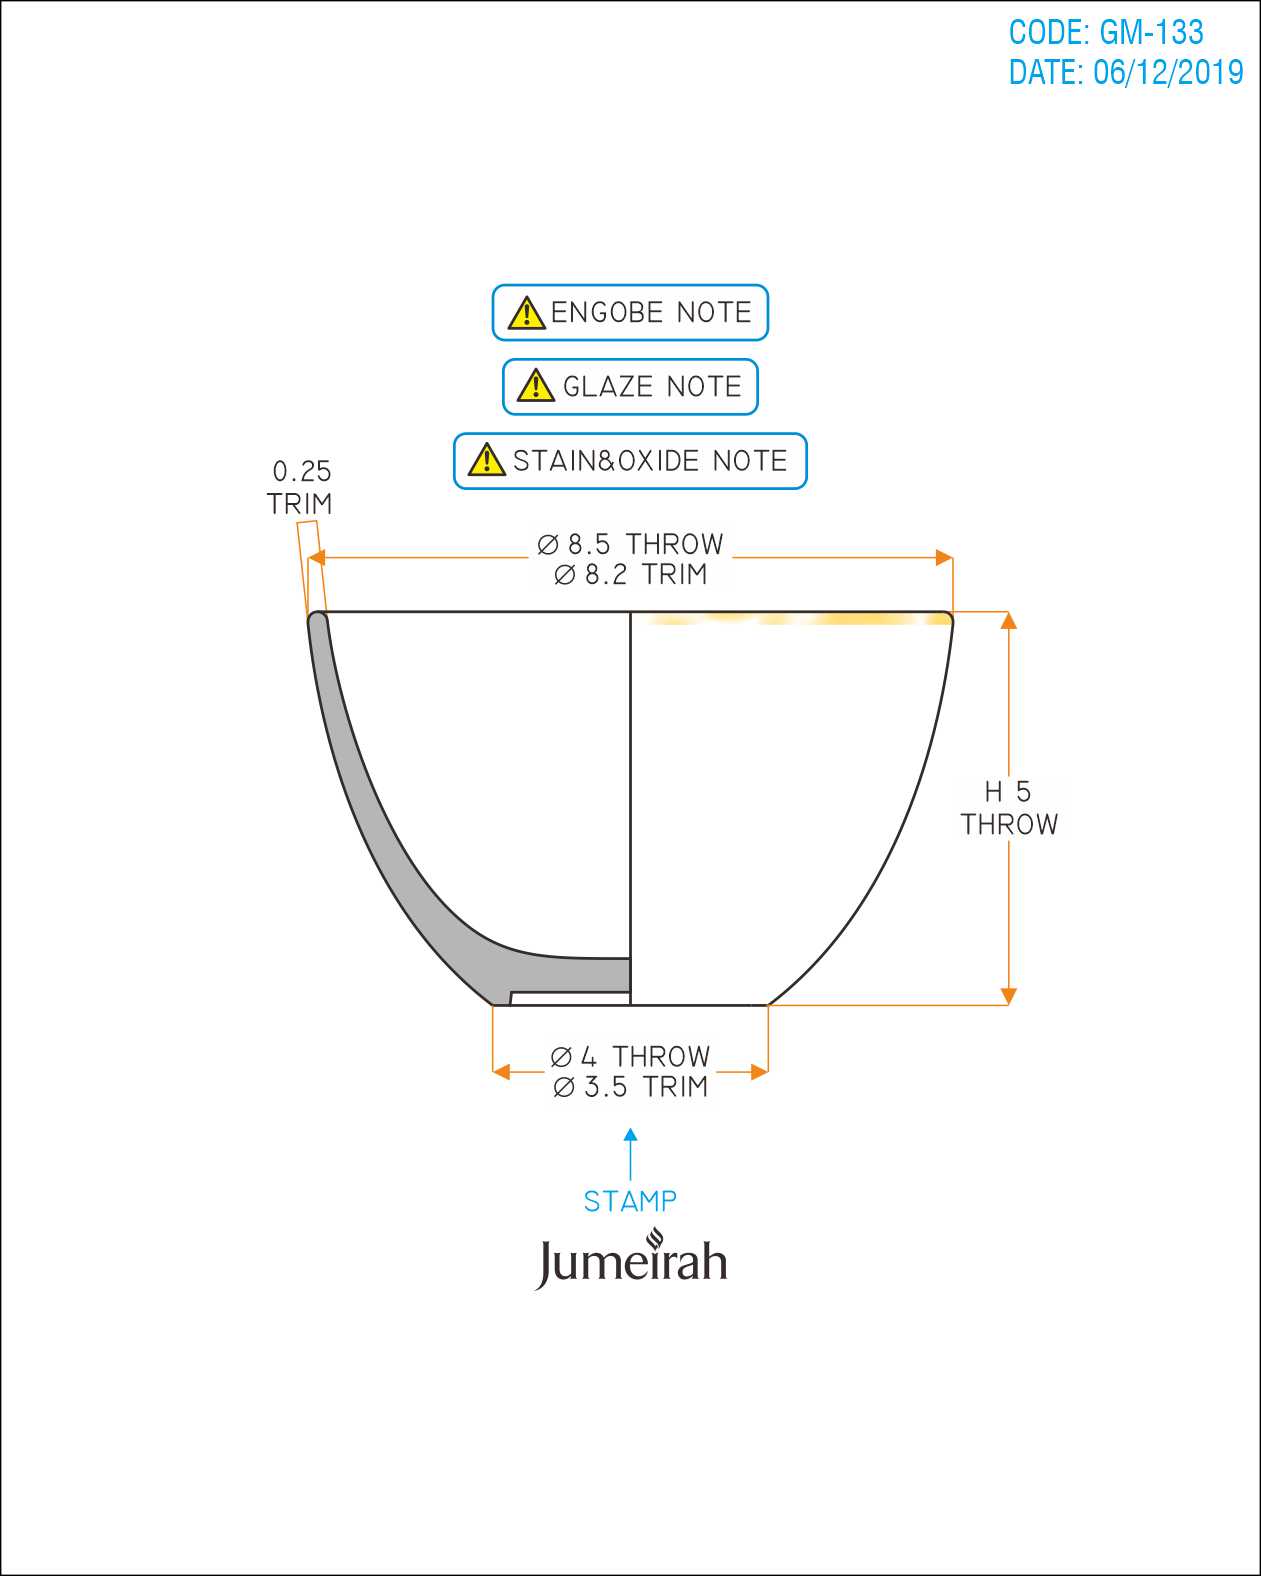 CODE: GM-133
DATE: 06/12/2019
ENGOBE NOTE
GLAZE NOTE
STAIN&OXIDE NOTE
0.25
TRIM
Ø 8.5 THROW
Ø 8.2 TRIM
H 5
THROW
Ø 4 THROW
Ø 3.5 TRIM
STAMP
Jumeirah